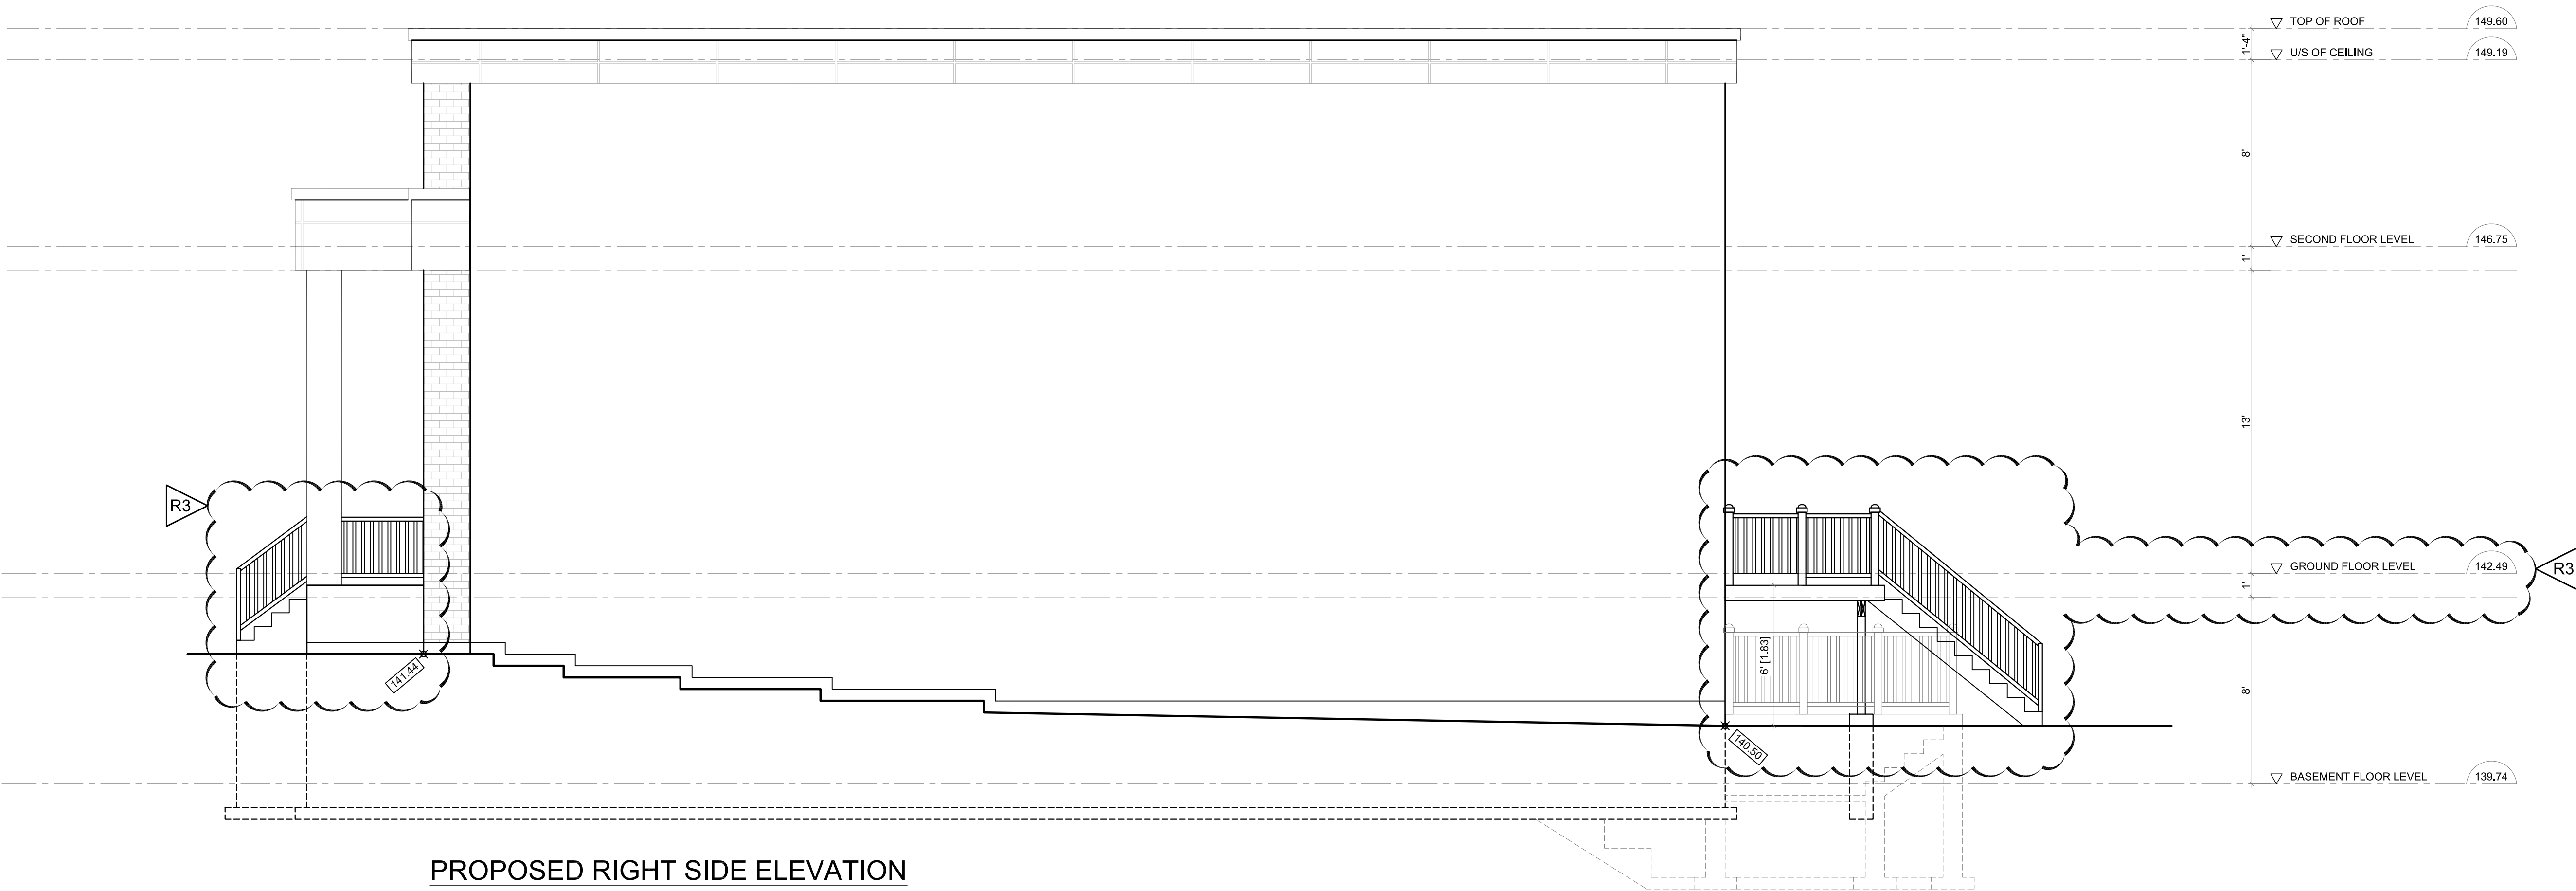 TOP OF ROOF 149.60
1'-4"
U/S OF CEILING 149.19
8'
SECOND FLOOR LEVEL 146.75
1'
13'
R3
GROUND FLOOR LEVEL 142.49
R3
1'
6' [1.83]
141.44
8'
140.50
BASEMENT FLOOR LEVEL 139.74
PROPOSED RIGHT SIDE ELEVATION